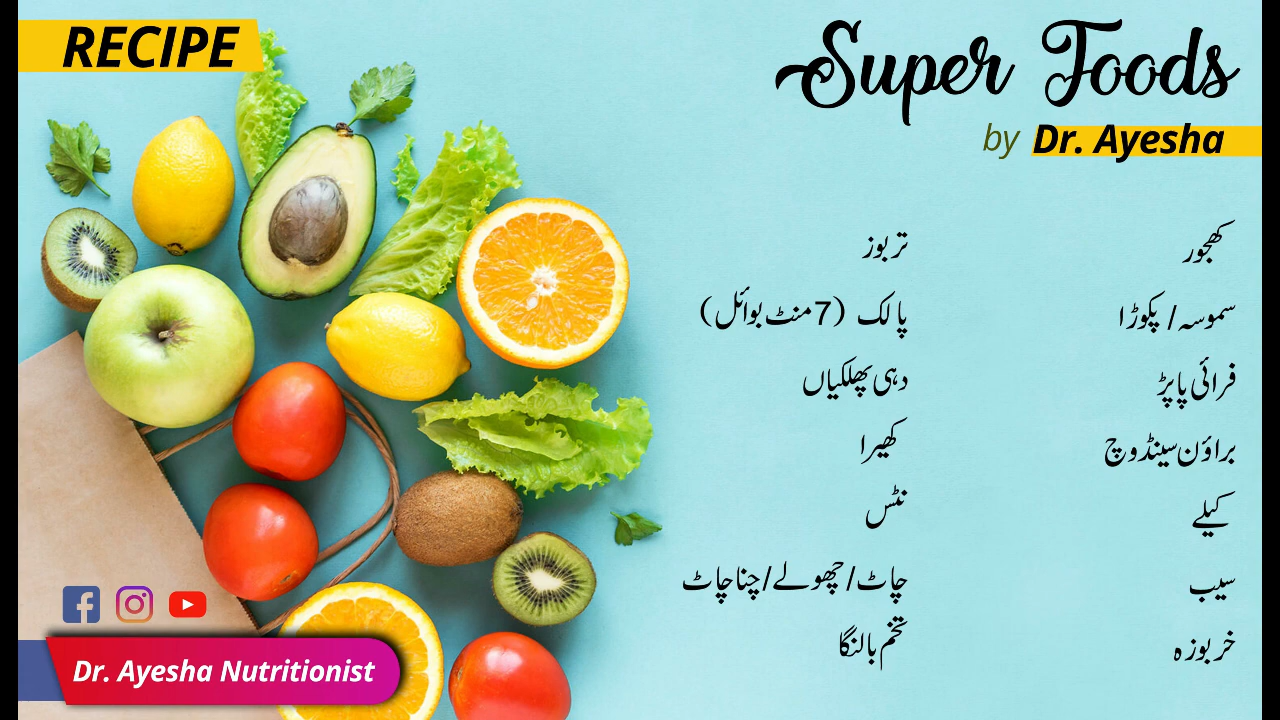 RECIPE
Super Foods
by Dr. Ayesha
کھجور
سموسہ/ پکوڑا
فرائی پاپڑ
براؤن سینڈوچ
کیلے
سیب
خربوزہ
تربوز
پالک (7 منٹ بوائل)
دہی پھلکیاں
کھیرا
نٹس
چاٹ/چھولے/چنا چاٹ
تخم بالنگا
Dr. Ayesha Nutritionist